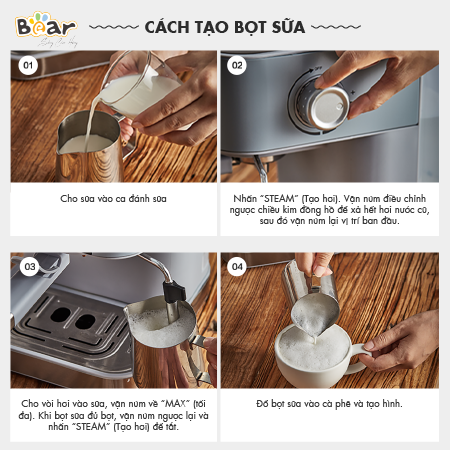 Bear
CÁCH TẠO BỌT SỮA
01
Cho sữa vào ca đánh sữa
02
Nhấn “STEAM” (Tạo hơi). Vặn núm điều chỉnh
ngược chiều kim đồng hồ để xả hết hơi nước cũ,
sau đó vặn núm lại vị trí ban đầu.
03
Cho vòi hơi vào sữa, vặn núm về “MAX” (tối
đa). Khi bọt sữa đủ bọt, vặn núm ngược lại và
nhấn “STEAM” (Tạo hơi) để tắt.
04
Đổ bọt sữa vào cà phê và tạo hình.